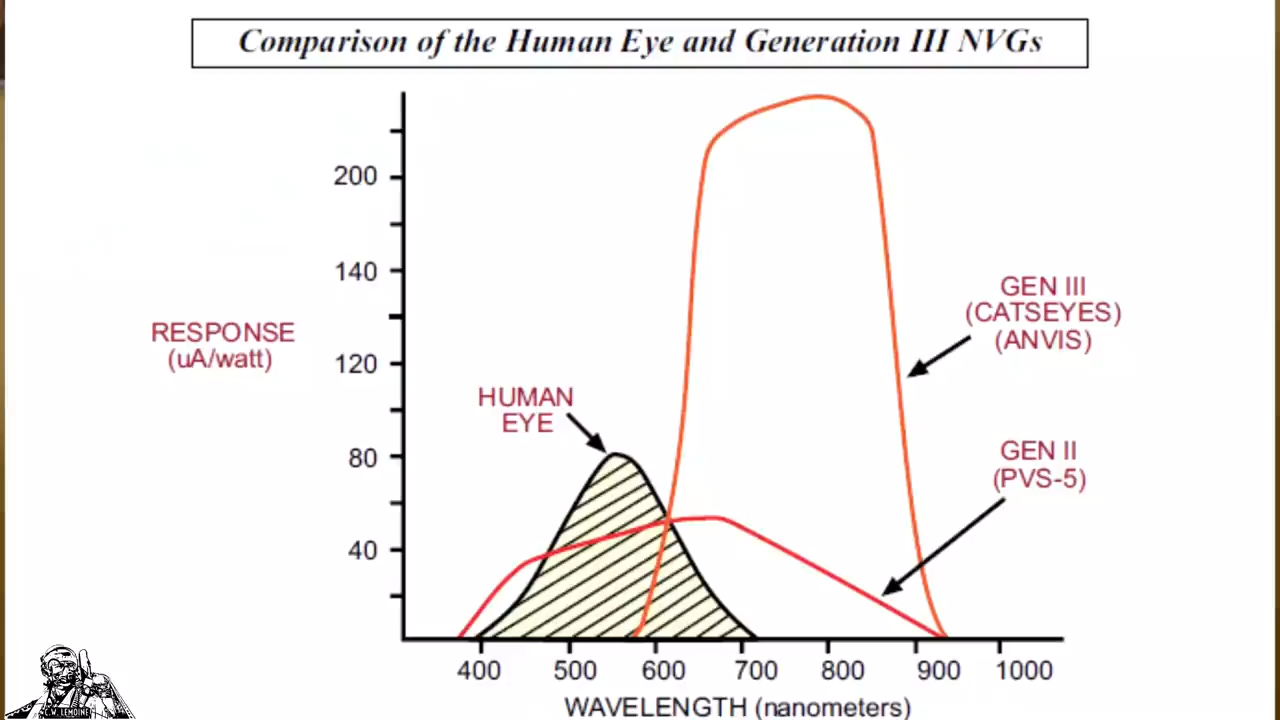 Comparison of the Human Eye and Generation III NVGs
200
140
120
80
40
RESPONSE
(uA/watt)
HUMAN
EYE
GEN III
(CATSEYES)
(ANVIS)
GEN II
(PVS-5)
400 500 600 700 800 900 1000
WAVELENGTH (nanometers)
C.W. LEMOINE